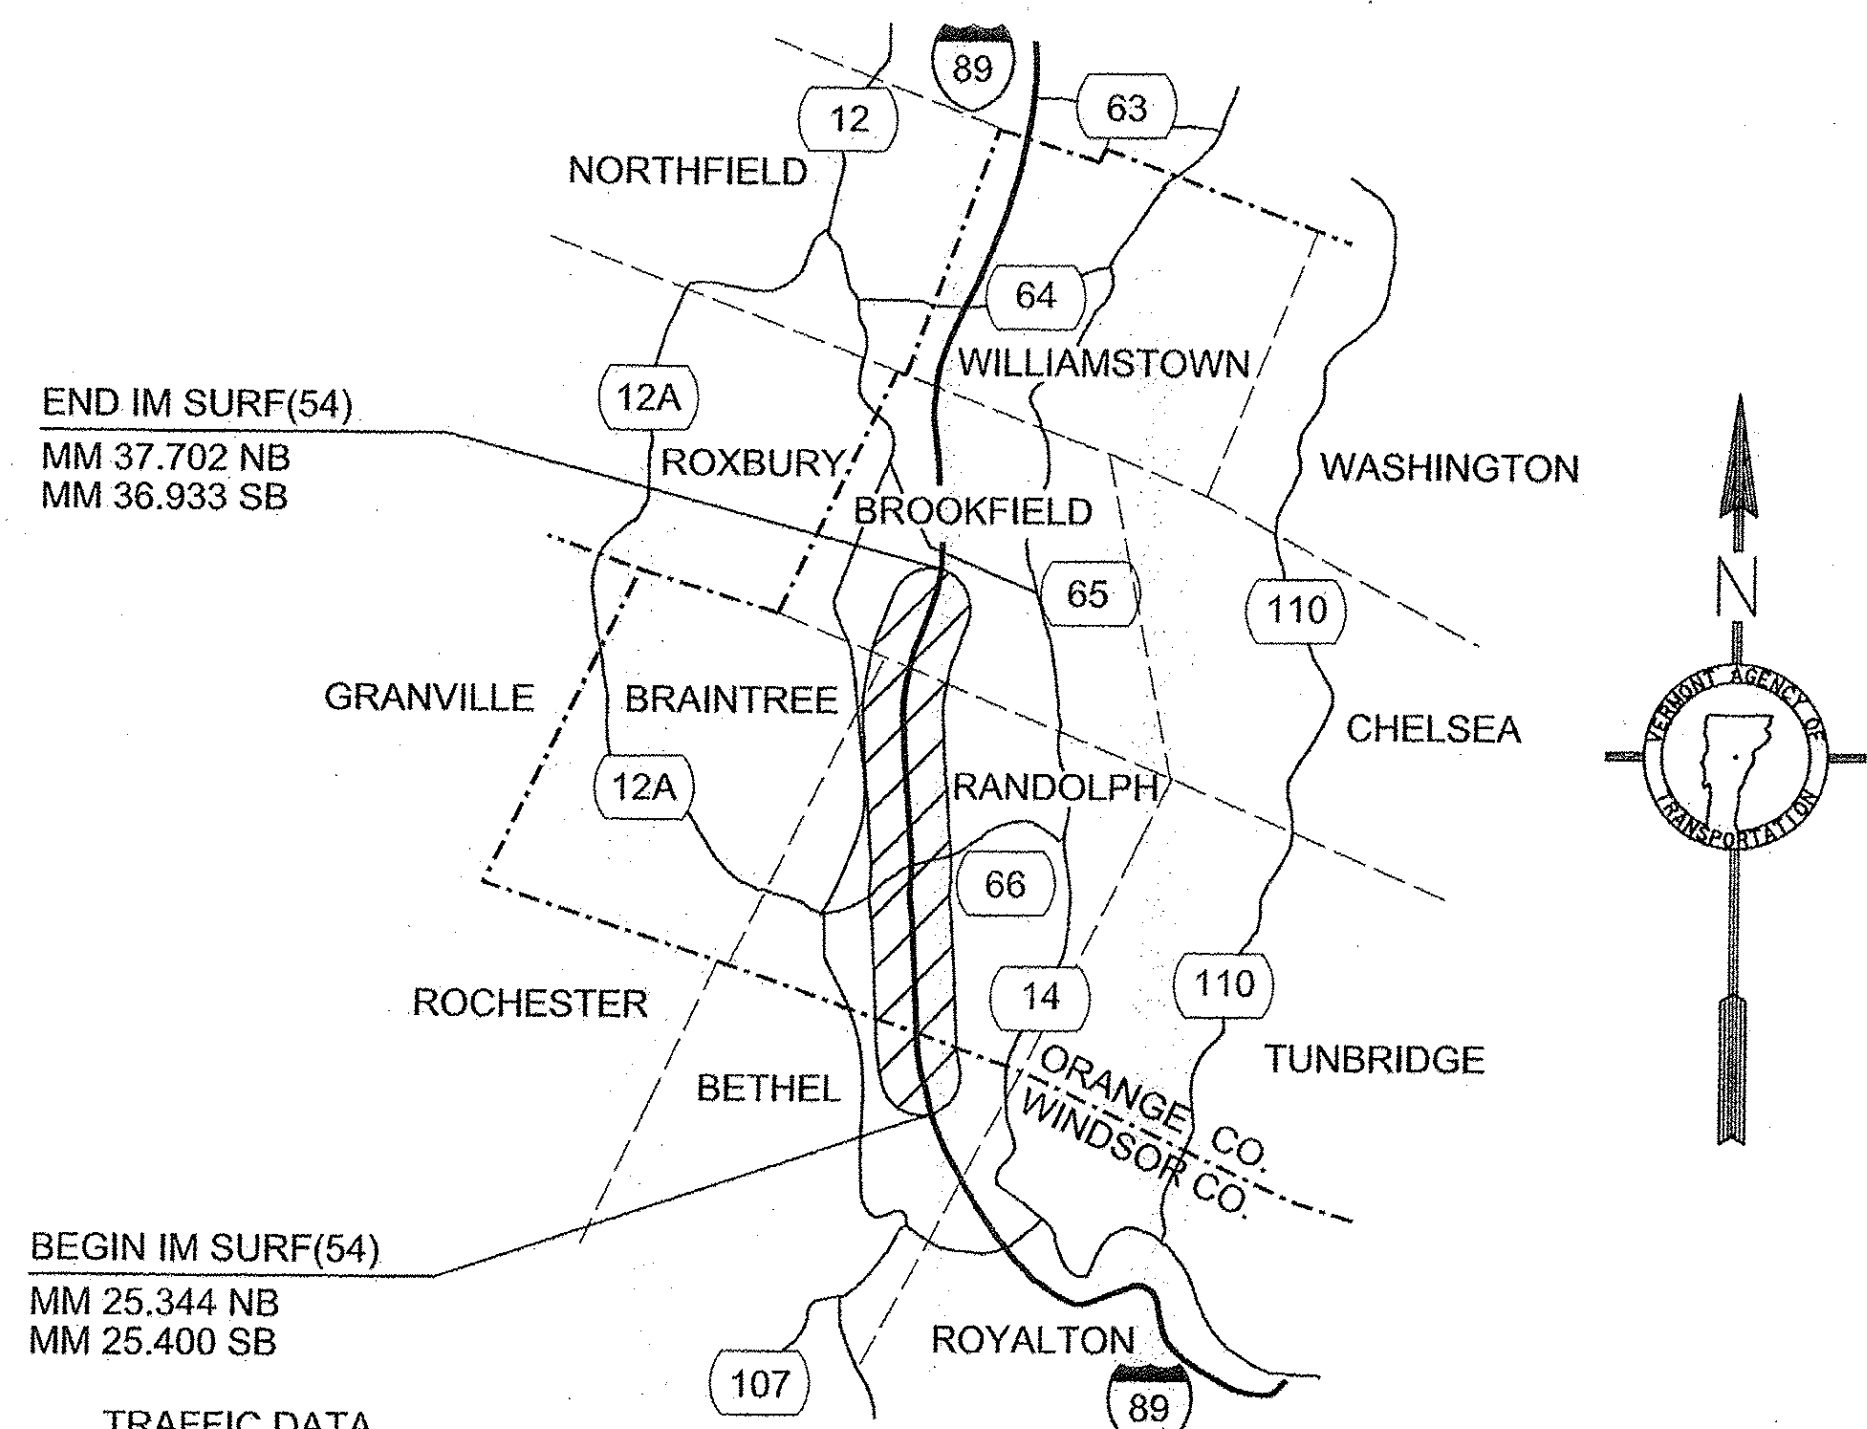 89
63
12
NORTHFIELD
64
WILLIAMSTOWN
END IM SURF(54)
MM 37.702 NB
MM 36.933 SB
12A
ROXBURY
WASHINGTON
BROOKFIELD
65
110
N
GRANVILLE
BRAINTREE
CHELSEA
VERMONT AGENCY OF
TRANSPORTATION
12A
RANDOLPH
66
ROCHESTER
14
110
TUNBRIDGE
BETHEL
ORANGE CO.
WINDSOR CO.
BEGIN IM SURF(54)
MM 25.344 NB
MM 25.400 SB
ROYALTON
107
89
TRAFFIC DATA